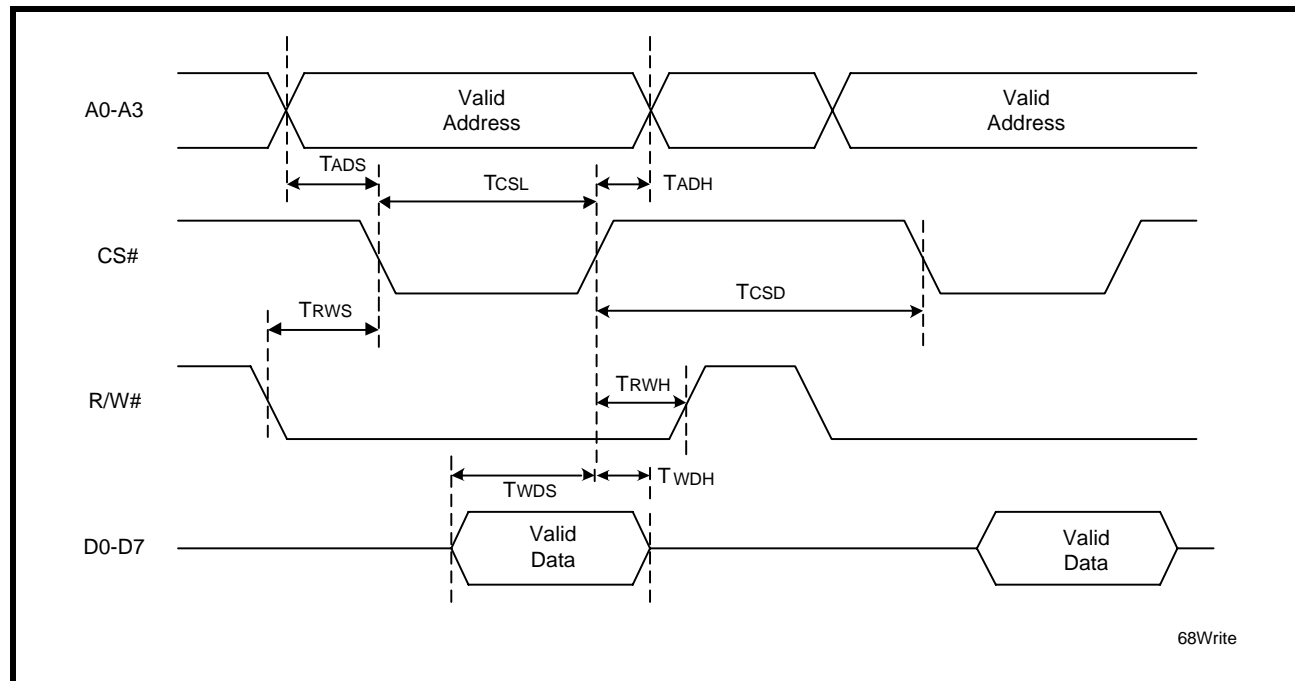 A0-A3
Valid
Address
Valid
Address
TADS
TCSL
TADH
CS#
TCSD
TRWS
TRWH
R/W#
TWDS
TWDH
D0-D7
Valid
Data
Valid
Data
68Write